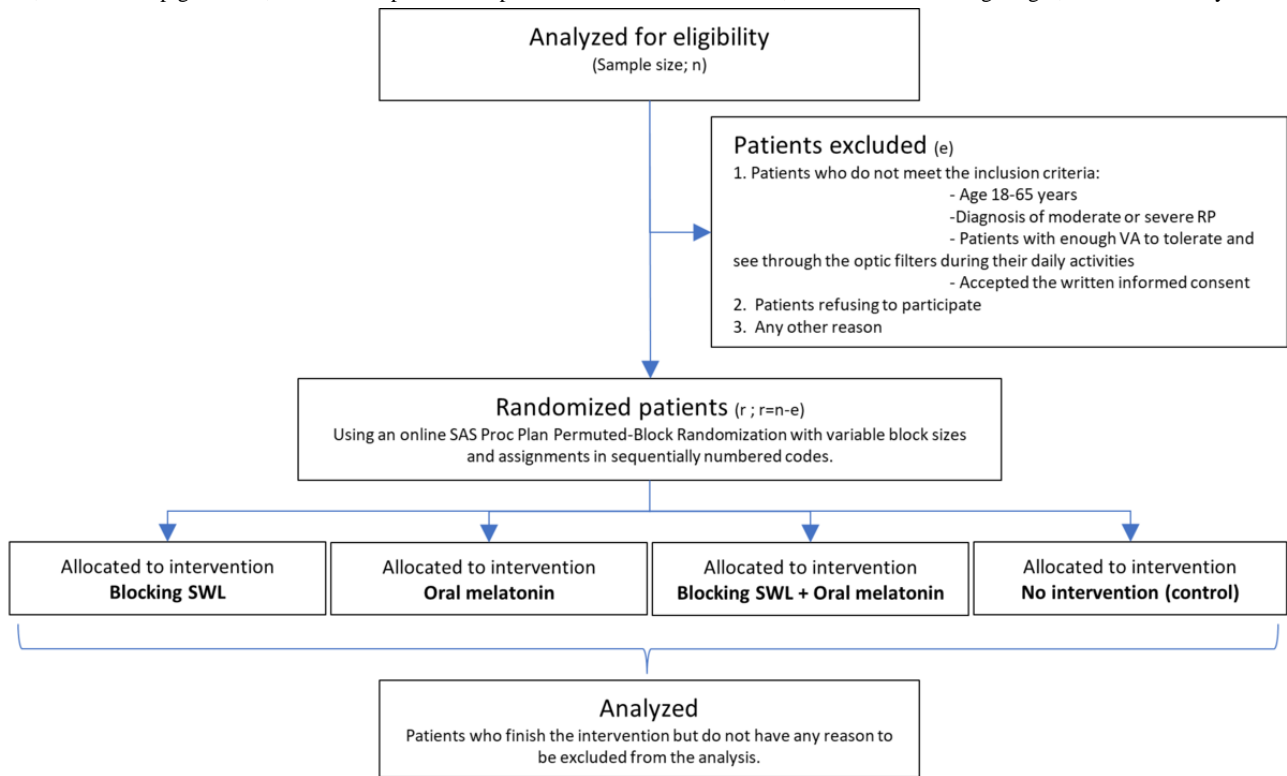 Analyzed for eligibility
(Sample size; n)
Patients excluded (e)
1. Patients who do not meet the inclusion criteria:
- Age 18-65 years
-Diagnosis of moderate or severe RP
- Patients with enough VA to tolerate and
see through the optic filters during their daily activities
- Accepted the written informed consent
2. Patients refusing to participate
3. Any other reason
Randomized patients (r ; r=n-e)
Using an online SAS Proc Plan Permuted-Block Randomization with variable block sizes
and assignments in sequentially numbered codes.
Allocated to intervention
Blocking SWL
Allocated to intervention
Oral melatonin
Allocated to intervention
Blocking SWL + Oral melatonin
Allocated to intervention
No intervention (control)
Analyzed
Patients who finish the intervention but do not have any reason to
be excluded from the analysis.